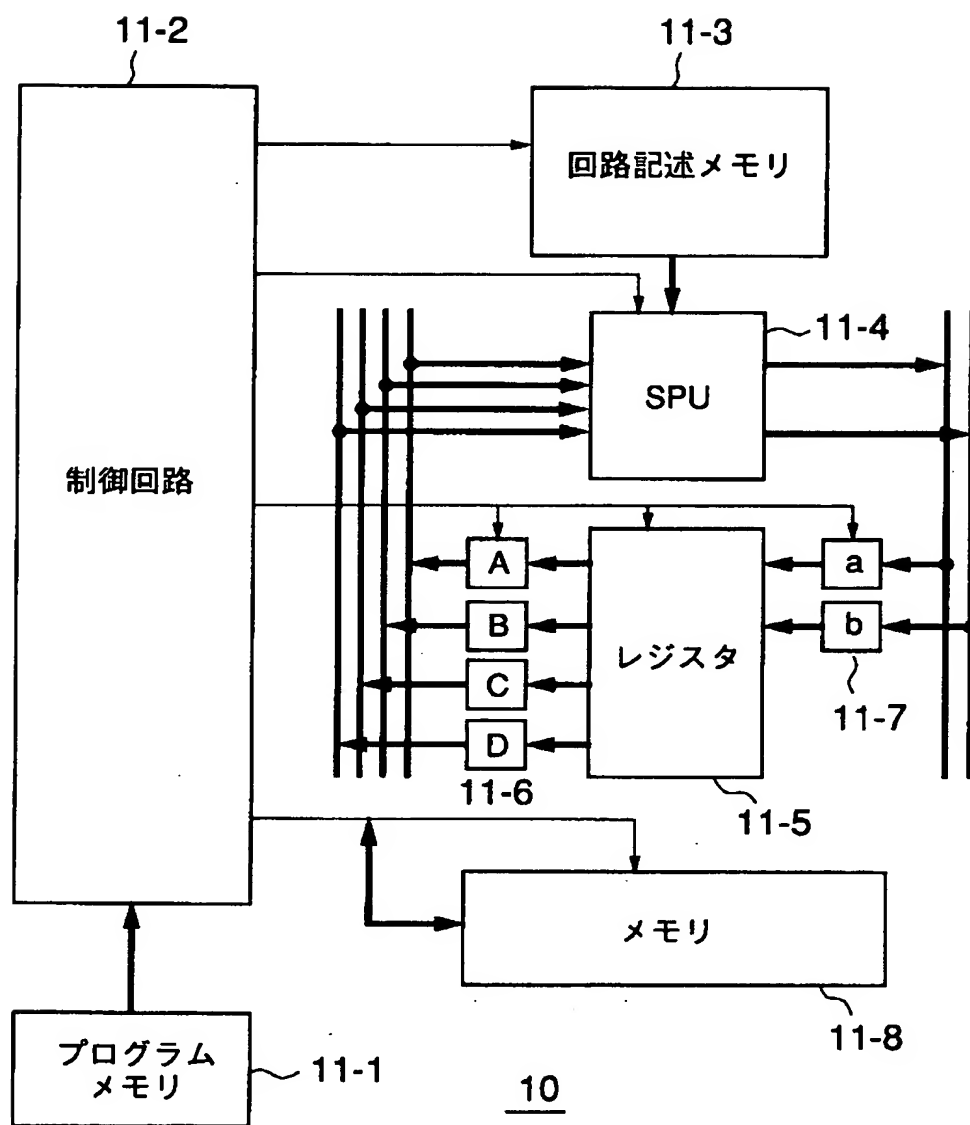 11-2
11-3
回路記述メモリ
11-4
SPU
制御回路
A
a
B
b
レジスタ
C
11-7
D
11-6
11-5
メモリ
11-8
プログラム
メモリ
11-1
10